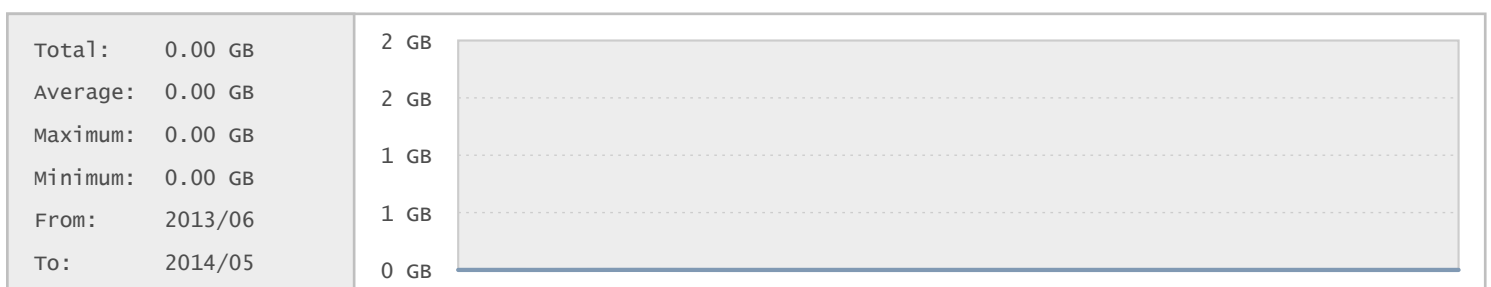 Total: 0.00 GB
Average: 0.00 GB
Maximum: 0.00 GB
Minimum: 0.00 GB
From: 2013/06
To: 2014/05
2 GB
2 GB
1 GB
1 GB
0 GB